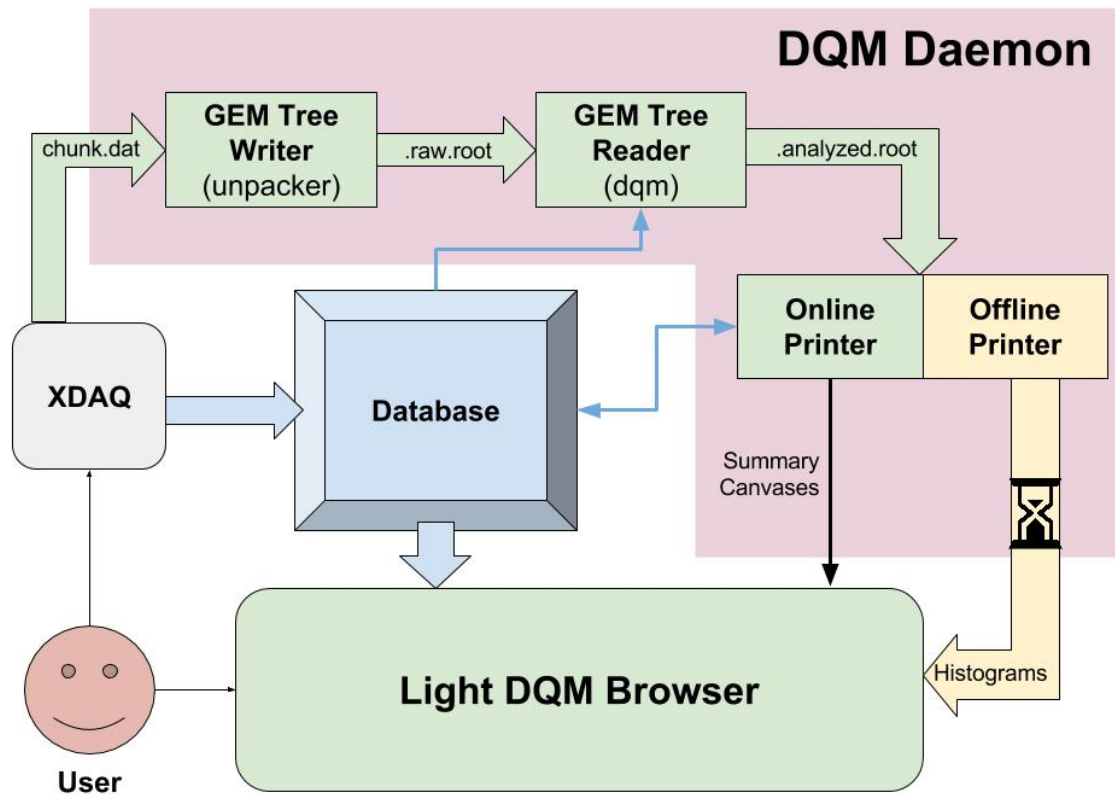 DQM Daemon
chunk.dat
GEM Tree
Writer
(unpacker)
.raw.root
GEM Tree
Reader
(dqm)
.analyzed.root
Online
Printer
Offline
Printer
XDAQ
Database
Summary
Canvases
Histograms
Light DQM Browser
User